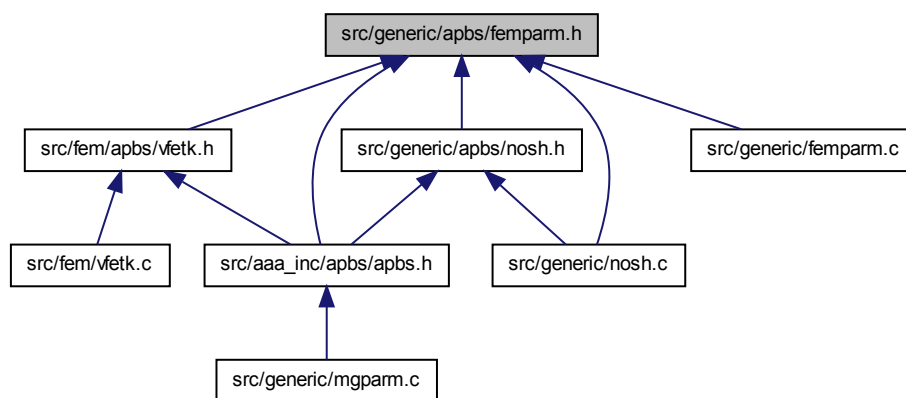 src/generic/apbs/femparm.h
src/fem/apbs/vfetk.h
src/generic/apbs/nosh.h
src/generic/femparm.c
src/fem/vfetk.c
src/aaa_inc/apbs/apbs.h
src/generic/nosh.c
src/generic/mgparm.c